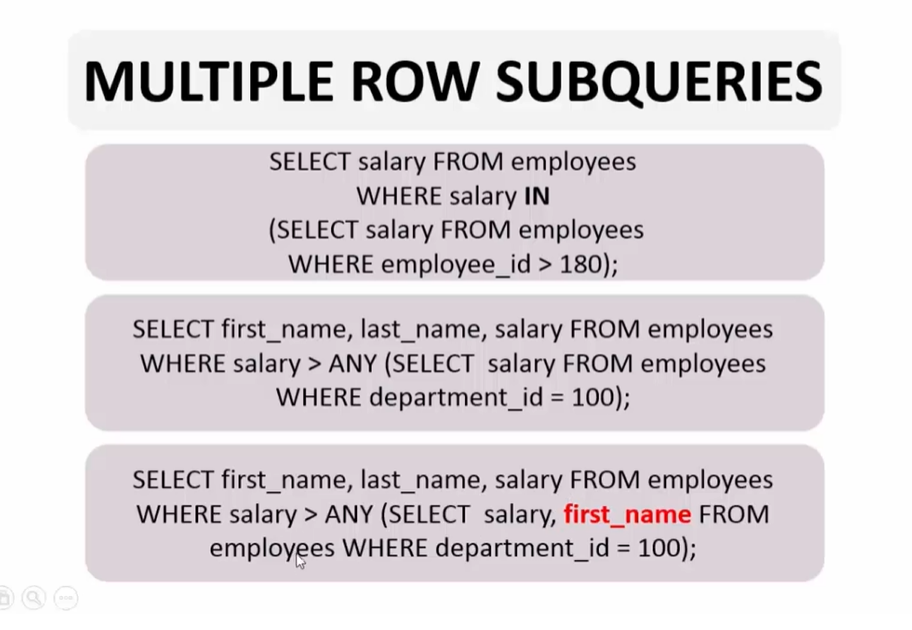 MULTIPLE ROW SUBQUERIES
SELECT salary FROM employees
WHERE salary IN
(SELECT salary FROM employees
WHERE employee_id > 180);
SELECT first_name, last_name, salary FROM employees
WHERE salary > ANY (SELECT  salary FROM employees
WHERE department_id = 100);
SELECT first_name, last_name, salary FROM employees
WHERE salary > ANY (SELECT  salary, first_name FROM
employees WHERE department_id = 100);